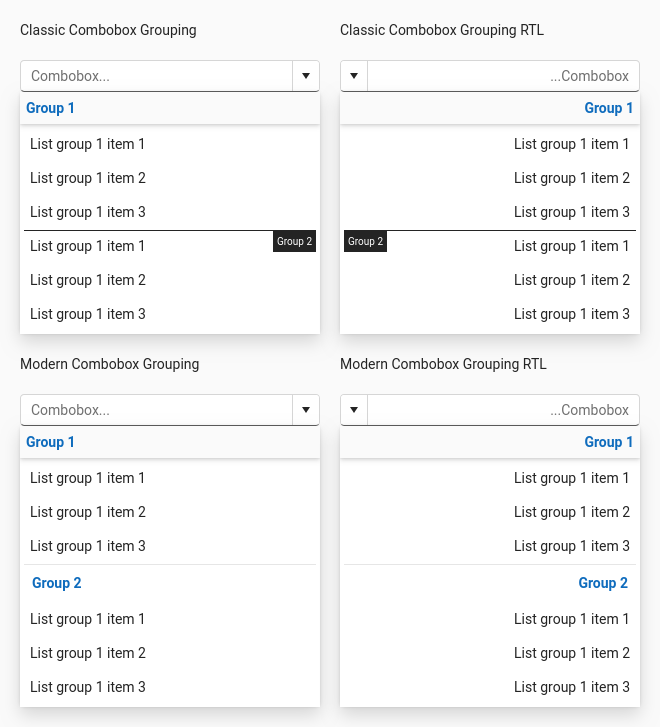 Classic Combobox Grouping
Combobox...
Group 1
List group 1 item 1
List group 1 item 2
List group 1 item 3
Group 2
List group 1 item 1
List group 1 item 2
List group 1 item 3
Classic Combobox Grouping RTL
...Combobox
Group 1
List group 1 item 1
List group 1 item 2
List group 1 item 3
Group 2
List group 1 item 1
List group 1 item 2
List group 1 item 3
Modern Combobox Grouping
Combobox...
Group 1
List group 1 item 1
List group 1 item 2
List group 1 item 3
Group 2
List group 1 item 1
List group 1 item 2
List group 1 item 3
Modern Combobox Grouping RTL
...Combobox
Group 1
List group 1 item 1
List group 1 item 2
List group 1 item 3
Group 2
List group 1 item 1
List group 1 item 2
List group 1 item 3